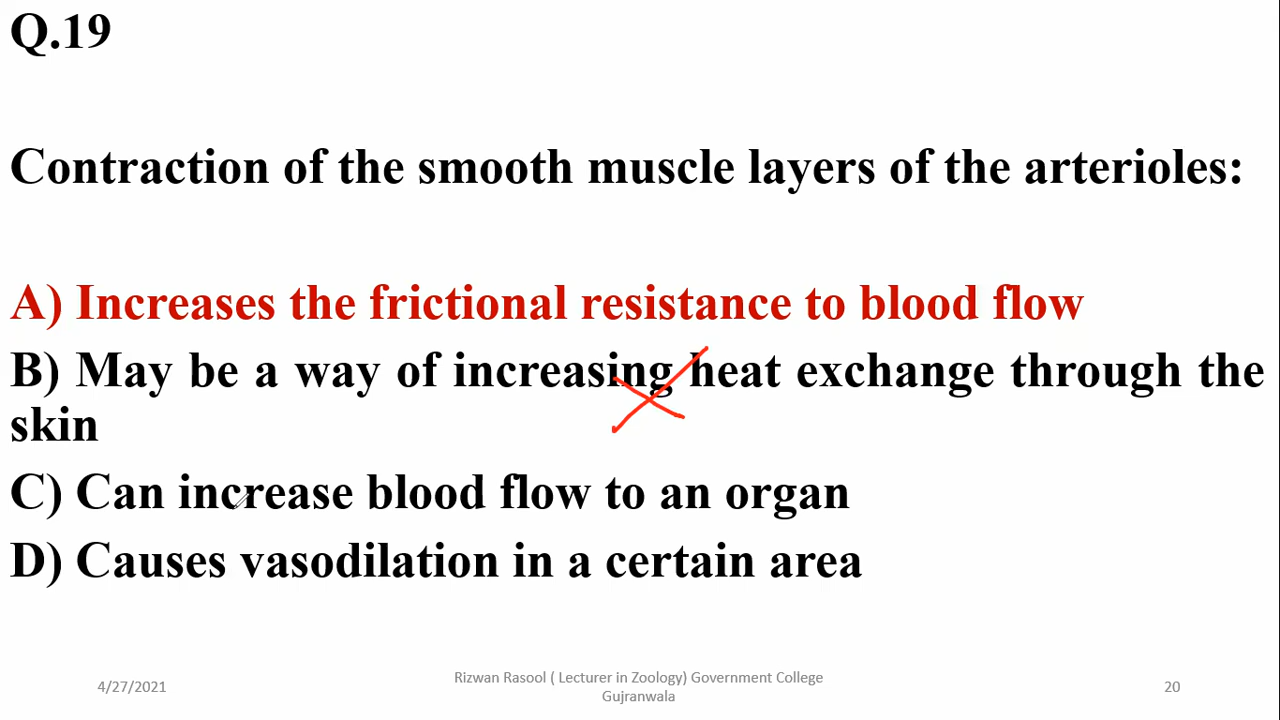 Q.19
Contraction of the smooth muscle layers of the arterioles:
A) Increases the frictional resistance to blood flow
B) May be a way of increasing heat exchange through the
skin
C) Can increase blood flow to an organ
D) Causes vasodilation in a certain area
4/27/2021
Rizwan Rasool ( Lecturer in Zoology) Government College
Gujranwala
20